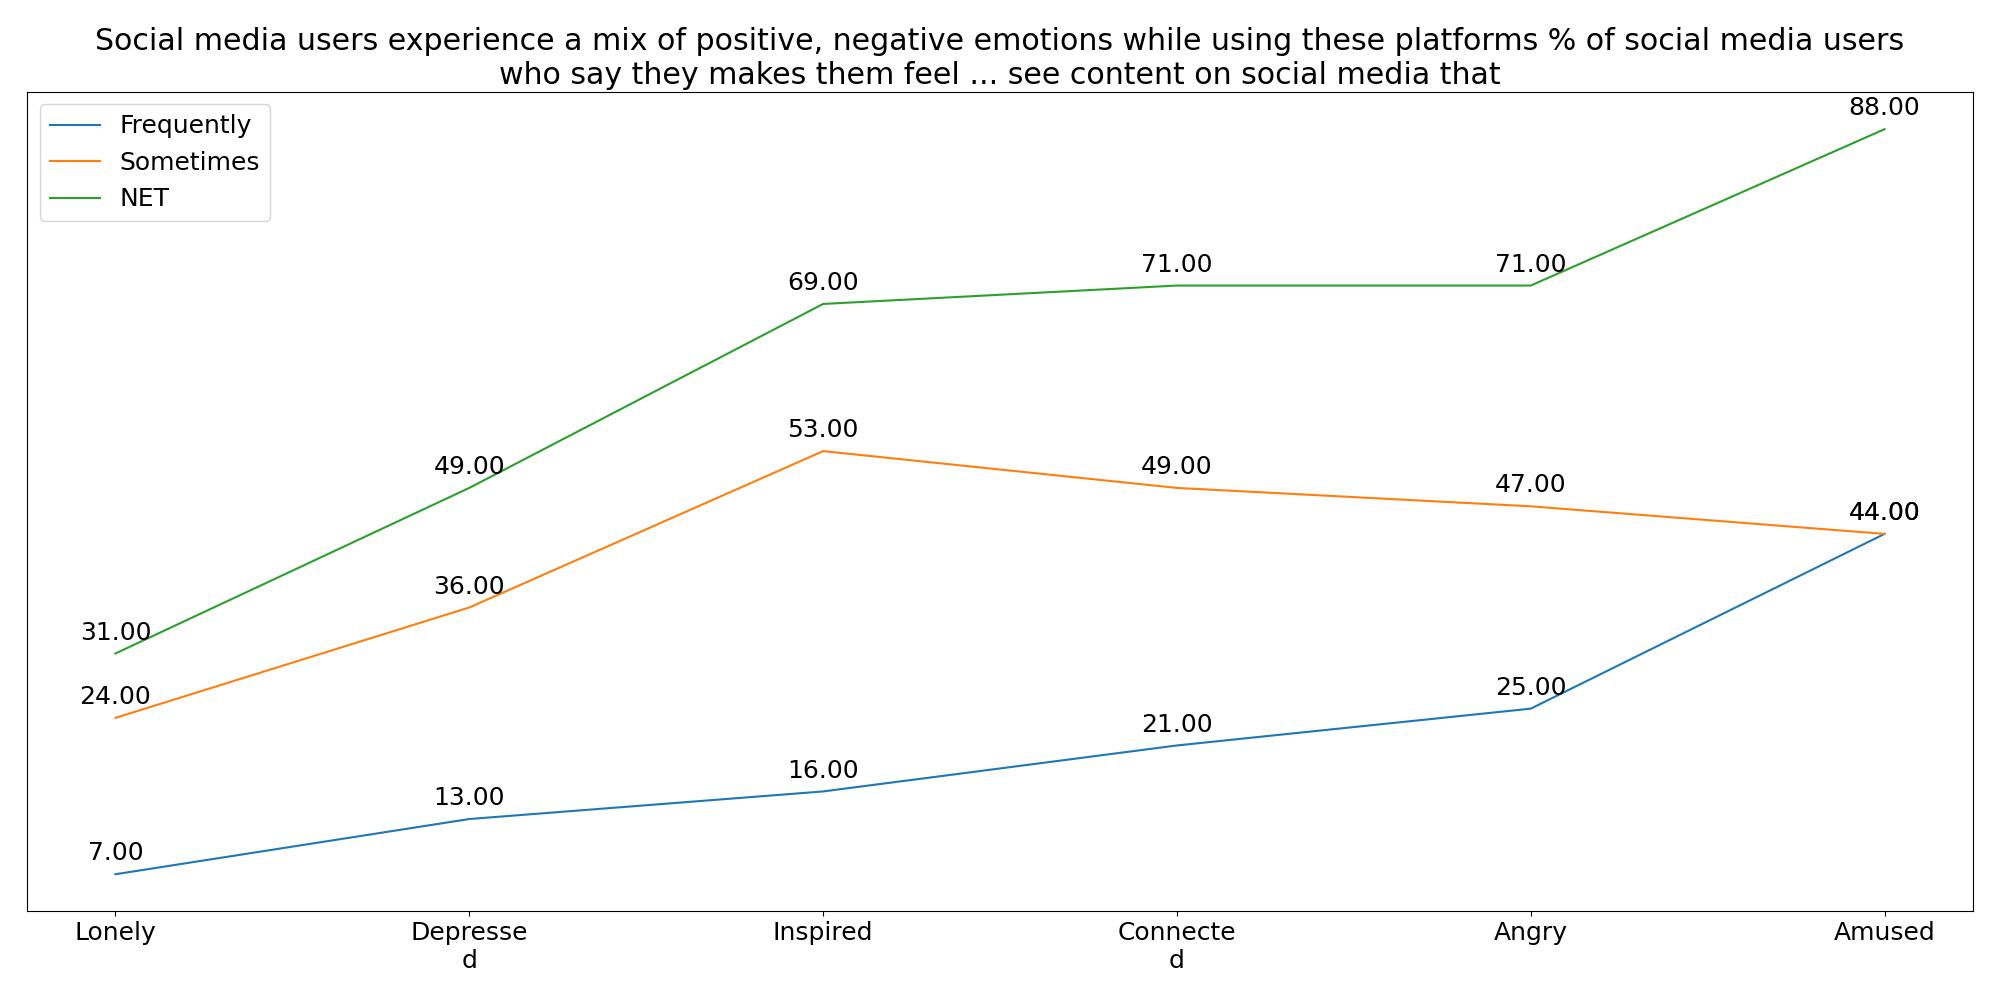 Social media users experience a mix of positive, negative emotions while using these platforms % of social media users
who say they makes them feel ... see content on social media that
Frequently
Sometimes
NET
88.00
69.00
71.00
71.00
53.00
49.00
49.00
47.00
44.00
36.00
31.00
24.00
25.00
21.00
16.00
13.00
7.00
Lonely
Depresse
d
Inspired
Connecte
d
Angry
Amused